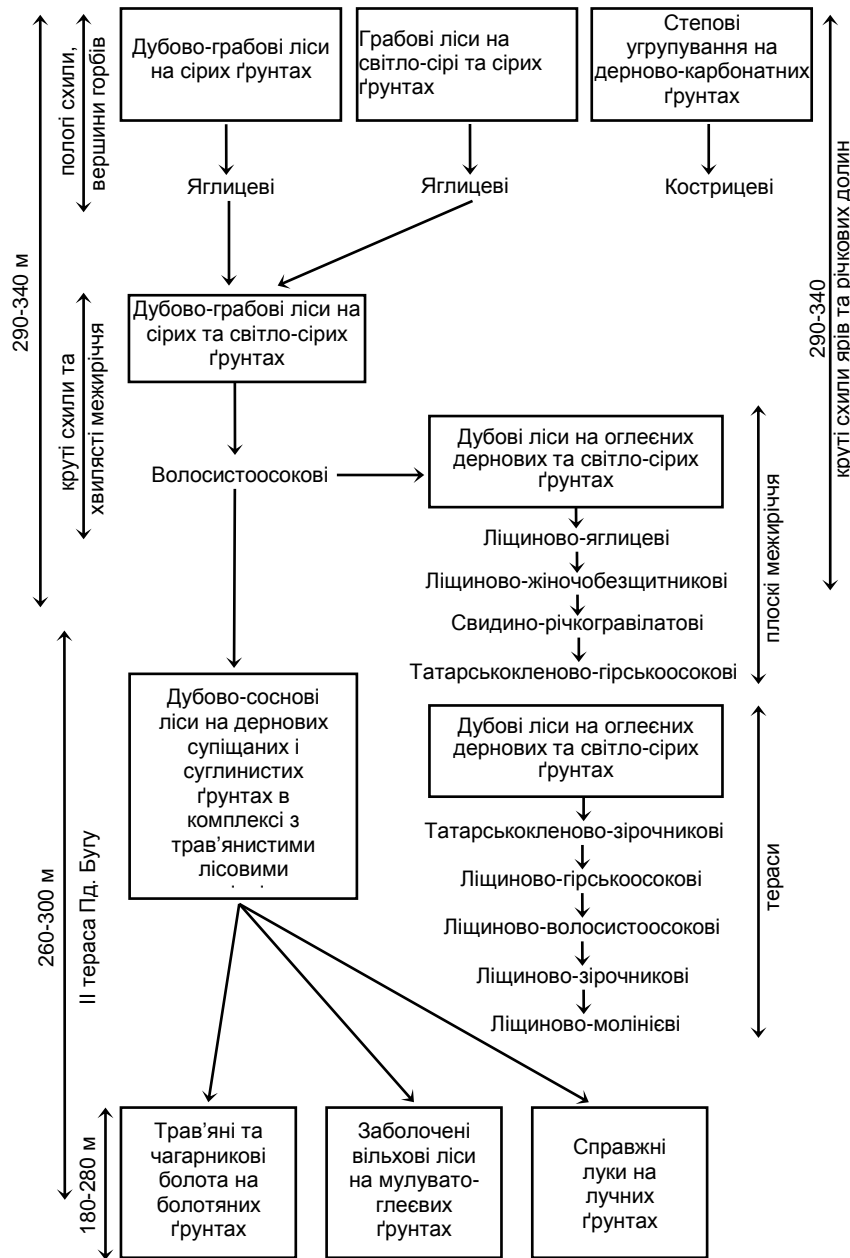 Дубово-грабові ліси
на сірих ґрунтах
Грабові ліси на
світло-сірі та сірих
ґрунтах
Степові
угрупування на
дерново-карбонатних
ґрунтах
пологі схили,
вершини горбів
Яглицеві
Яглицеві
Кострицеві
290-340 м
290-340
круті схили ярів та річкових долин
Дубово-грабові ліси на
сірих та світло-сірих
ґрунтах
круті схили та
хвилясті межиріччя
Волосистоосокові
Дубові ліси на оглеєних
дернових та світло-сірих
ґрунтах
Ліщиново-яглицеві
Ліщиново-жіночобезщитникові
Свидино-річкогравілатові
Татарськокленово-гірськоосокові
плоскі межиріччя
Дубово-соснові
ліси на дернових
супіщаних і
суглинистих
ґрунтах в
комплексі з
трав’янистими
лісовими
Дубові ліси на оглеєних
дернових та світло-сірих
ґрунтах
Татарськокленово-зірочникові
Ліщиново-гірськоосокові
Ліщиново-волосистоосокові
Ліщиново-зірочникові
Ліщиново-молінієві
тераси
260-300 м
ІІ тераса Пд. Бугу
180-280 м
Трав’яні та
чагарникові
болота на
болотяних
ґрунтах
Заболочені
вільхові ліси
на мулувато-
глеєвих
ґрунтах
Справжні
луки на
лучних
ґрунтах